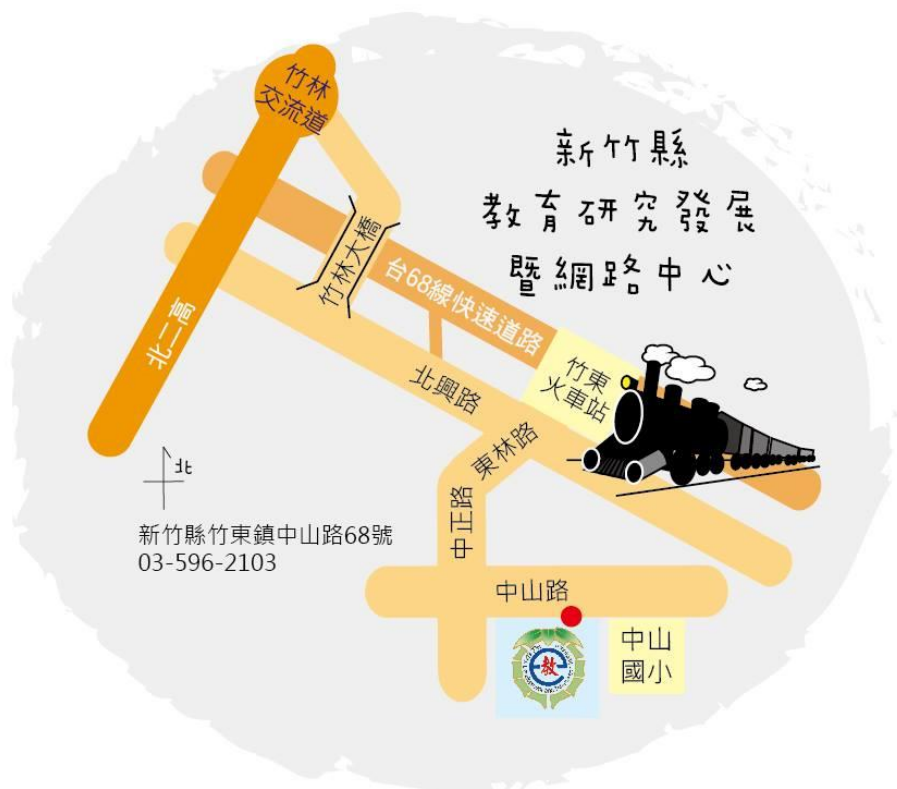 新竹縣
教育研究發展
暨網路中心
竹林
交流道
竹林大橋
台68線快速道路
北二高
北興路
竹東
火車站
東林路
中正路
北
新竹縣竹東鎮中山路68號
03-596-2103
中山路
教
中山
國小